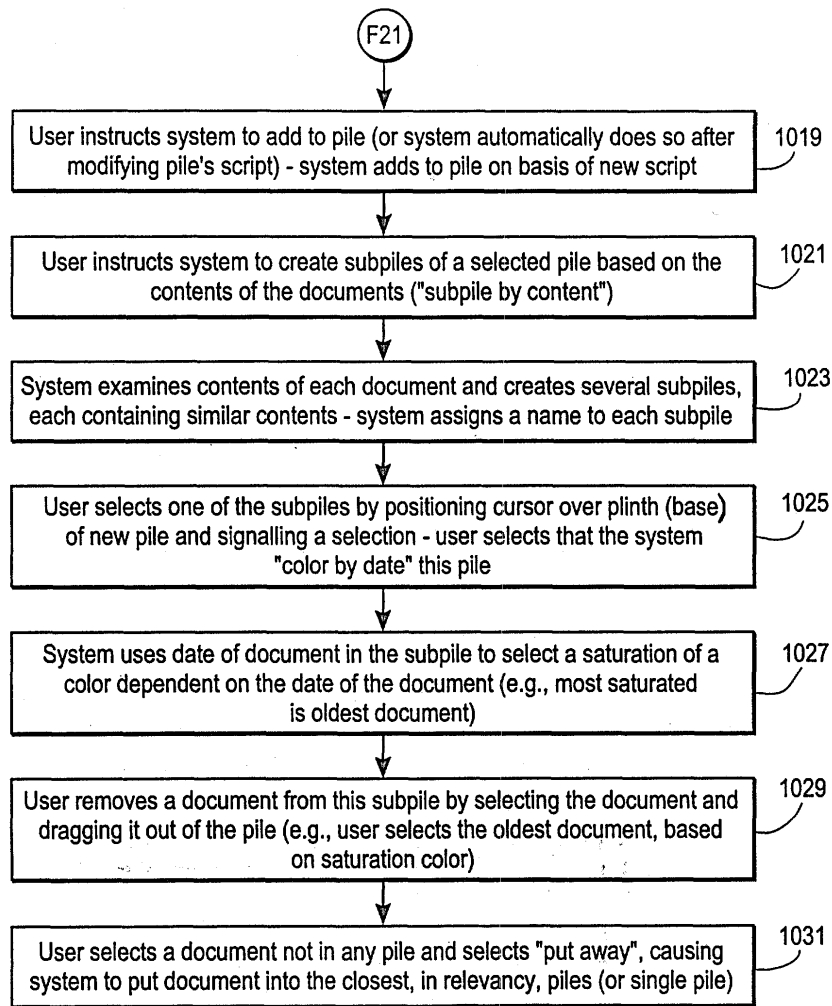 F21
User instructs system to add to pile (or system automatically does so after
modifying pile's script) - system adds to pile on basis of new script
1019
User instructs system to create subpiles of a selected pile based on the
contents of the documents ("subpile by content")
1021
System examines contents of each document and creates several subpiles,
each containing similar contents - system assigns a name to each subpile
1023
User selects one of the subpiles by positioning cursor over plinth (base)
of new pile and signalling a selection - user selects that the system
"color by date" this pile
1025
System uses date of document in the subpile to select a saturation of a
color dependent on the date of the document (e.g., most saturated
is oldest document)
1027
User removes a document from this subpile by selecting the document and
dragging it out of the pile (e.g., user selects the oldest document, based
on saturation color)
1029
User selects a document not in any pile and selects "put away", causing
system to put document into the closest, in relevancy, piles (or single pile)
1031